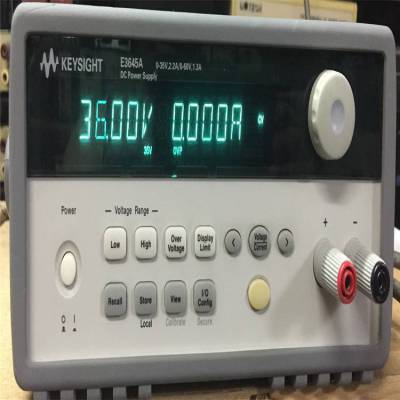 KEYSIGHT E3645A 0-35V,2.2A/0-60V,1.3A
DC Power Supply
36.00V 0.000A CV
35V OVP
Voltage Range
Power
Low High Over Voltage Display Limit < Voltage Current > + −
Recall Store View I/O Config
Local Calibrate Secure
O I